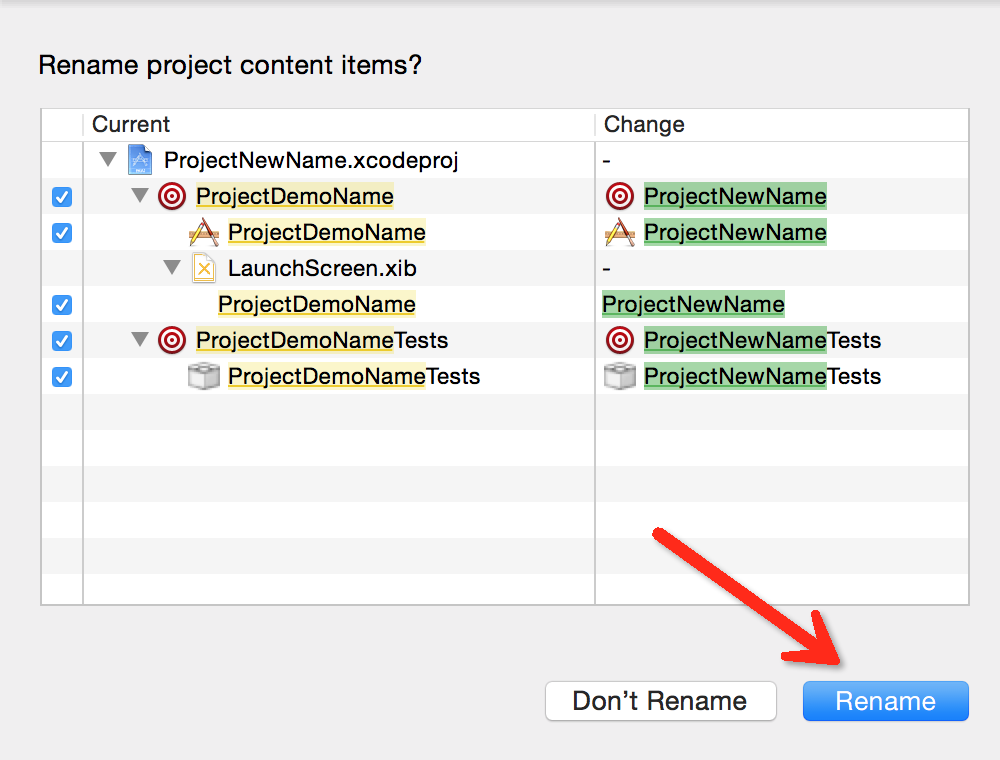 Rename project content items?
Current Change
ProjectNewName.xcodeproj -
ProjectDemoName ProjectNewName
ProjectDemoName ProjectNewName
LaunchScreen.xib -
ProjectDemoName ProjectNewName
ProjectDemoNameTests ProjectNewNameTests
ProjectDemoNameTests ProjectNewNameTests
Don’t Rename Rename